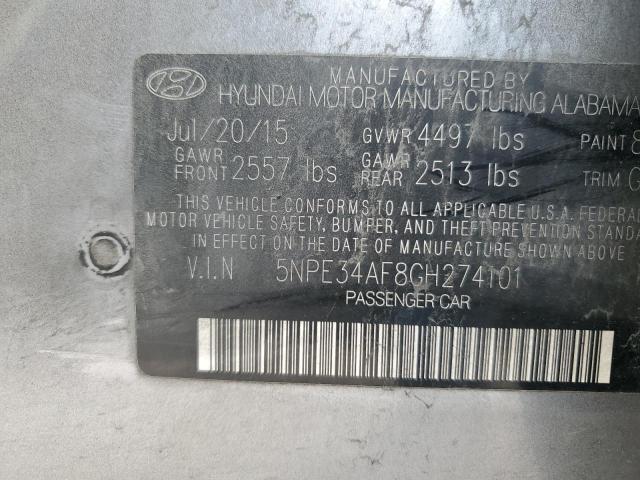 MANUFACTURED BY
HYUNDAI MOTOR MANUFACTURING ALABAMA
Jul/20/15 GVWR 4497 lbs PAINT 8
GAWR FRONT 2557 lbs GAWR REAR 2513 lbs TRIM
THIS VEHICLE CONFORMS TO ALL APPLICABLE U.S.A. FEDERAL
MOTOR VEHICLE SAFETY, BUMPER, AND THEFT PREVENTION
IN EFFECT ON THE DATE OF MANUFACTURE SHOWN ABOVE
V.I.N 5NPE34AF8GH274101
PASSENGER CAR